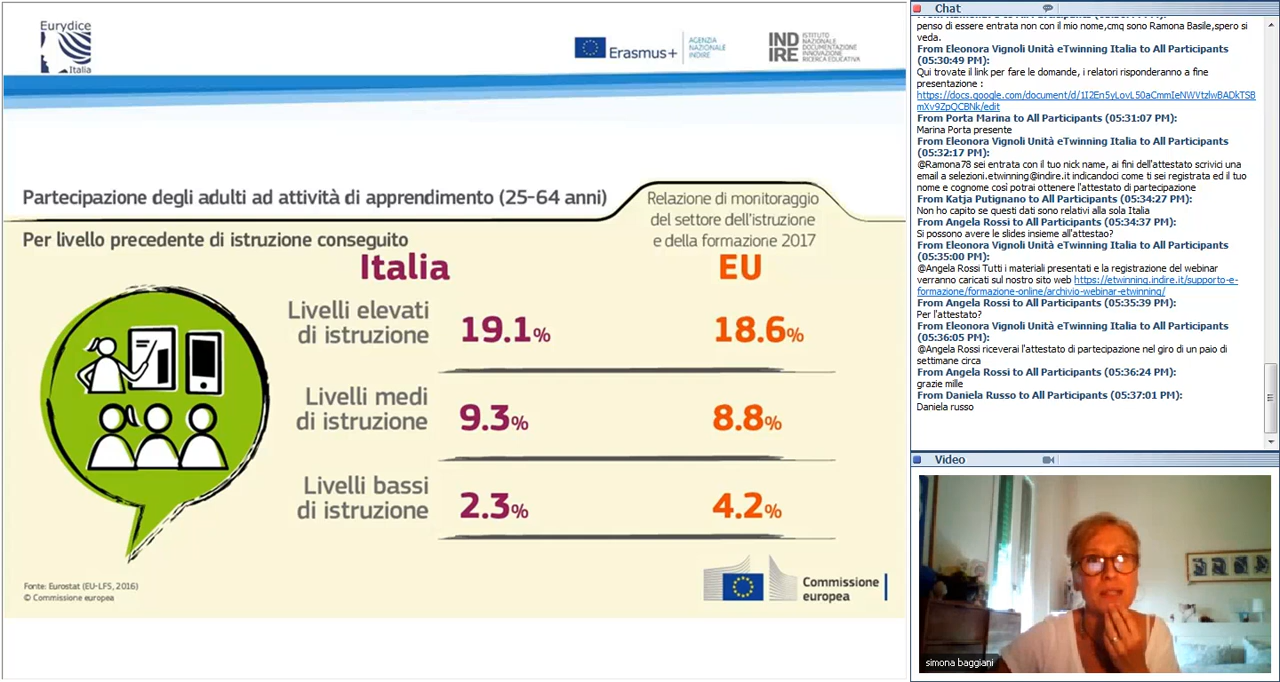 Eurydice
Italia
Erasmus+
AGENZIA
NAZIONALE
INDIRE
IND
IRE
ISTITUTO
NAZIONALE
DOCUMENTAZIONE
INNOVAZIONE
RICERCA EDUCATIVA
Partecipazione degli adulti ad attività di apprendimento (25-64 anni)
Relazione di monitoraggio
del settore dell'istruzione
e della formazione 2017
Per livello precedente di istruzione conseguito
Italia
EU
Livelli elevati
di istruzione
19.1%
18.6%
Livelli medi
di istruzione
9.3%
8.8%
Livelli bassi
di istruzione
2.3%
4.2%
Fonte: Eurostat (EU-LFS, 2016)
© Commissione europea
Commissione
europea
Chat
penso di essere entrata non con il mio nome,cmq sono Ramona Basile,spero si
veda.
From Eleonora Vignoli Unità eTwinning Italia to All Participants
(05:30:49 PM):
Qui trovate il link per fare le domande, i relatori risponderanno a fine
presentazione :
https://docs.google.com/document/d/1I2En5yLovL50aCmmIeNWVtzlwBADkTSB
mXv9ZpQCBNk/edit
From Porta Marina to All Participants (05:31:07 PM):
Marina Porta presente
From Eleonora Vignoli Unità eTwinning Italia to All Participants
(05:32:17 PM):
@Ramona78 sei entrata con il tuo nick name, ai fini dell'attestato scrivici una
email a selezioni.etwinning@indire.it indicandoci come ti sei registrata ed il tuo
nome e cognome così potrai ottenere l'attestato di partecipazione
From Katja Putignano to All Participants (05:34:27 PM):
Non ho capito se questi dati sono relativi alla sola Italia
From Angela Rossi to All Participants (05:34:37 PM):
Si possono avere le slides insieme all'attestao?
From Eleonora Vignoli Unità eTwinning Italia to All Participants
(05:35:00 PM):
@Angela Rossi Tutti i materiali presentati e la registrazione del webinar
verranno caricati sul nostro sito web https://etwinning.indire.it/supporto-e-
formazione/formazione-online/archivio-webinar-etwinning/
From Angela Rossi to All Participants (05:35:39 PM):
Per l'attestato?
From Eleonora Vignoli Unità eTwinning Italia to All Participants
(05:36:05 PM):
@Angela Rossi riceverai l'attestato di partecipazione nel giro di un paio di
settimane circa
From Angela Rossi to All Participants (05:36:24 PM):
grazie mille
From Daniela Russo to All Participants (05:37:01 PM):
Daniela russo
Video
simona baggiani